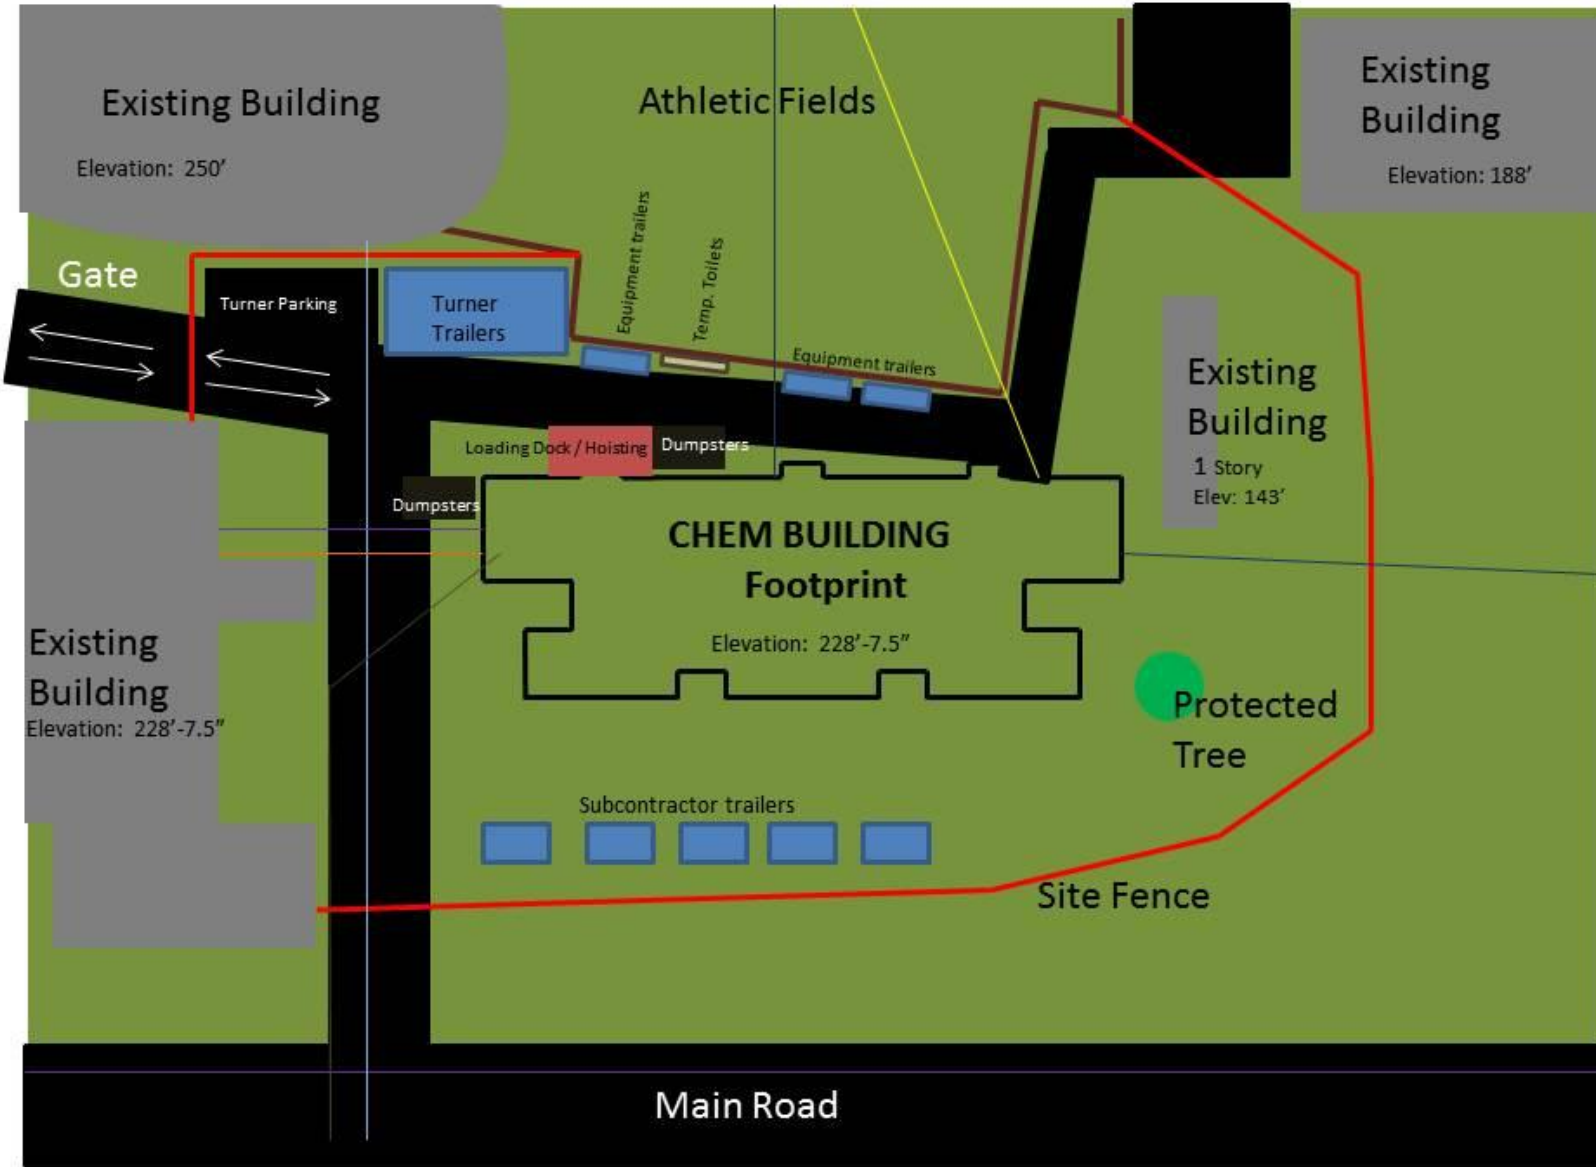 Existing Building
Elevation: 250’
Athletic Fields
Existing
Building
Elevation: 188’
Gate
Turner Parking
Turner
Trailers
Equipment trailers
Temp. Toilets
Equipment trailers
Loading Dock / Hoisting
Dumpsters
Dumpsters
CHEM BUILDING
Footprint
Elevation: 228’-7.5”
Existing
Building
1 Story
Elev: 143’
Existing
Building
Elevation: 228’-7.5”
Protected
Tree
Subcontractor trailers
Site Fence
Main Road